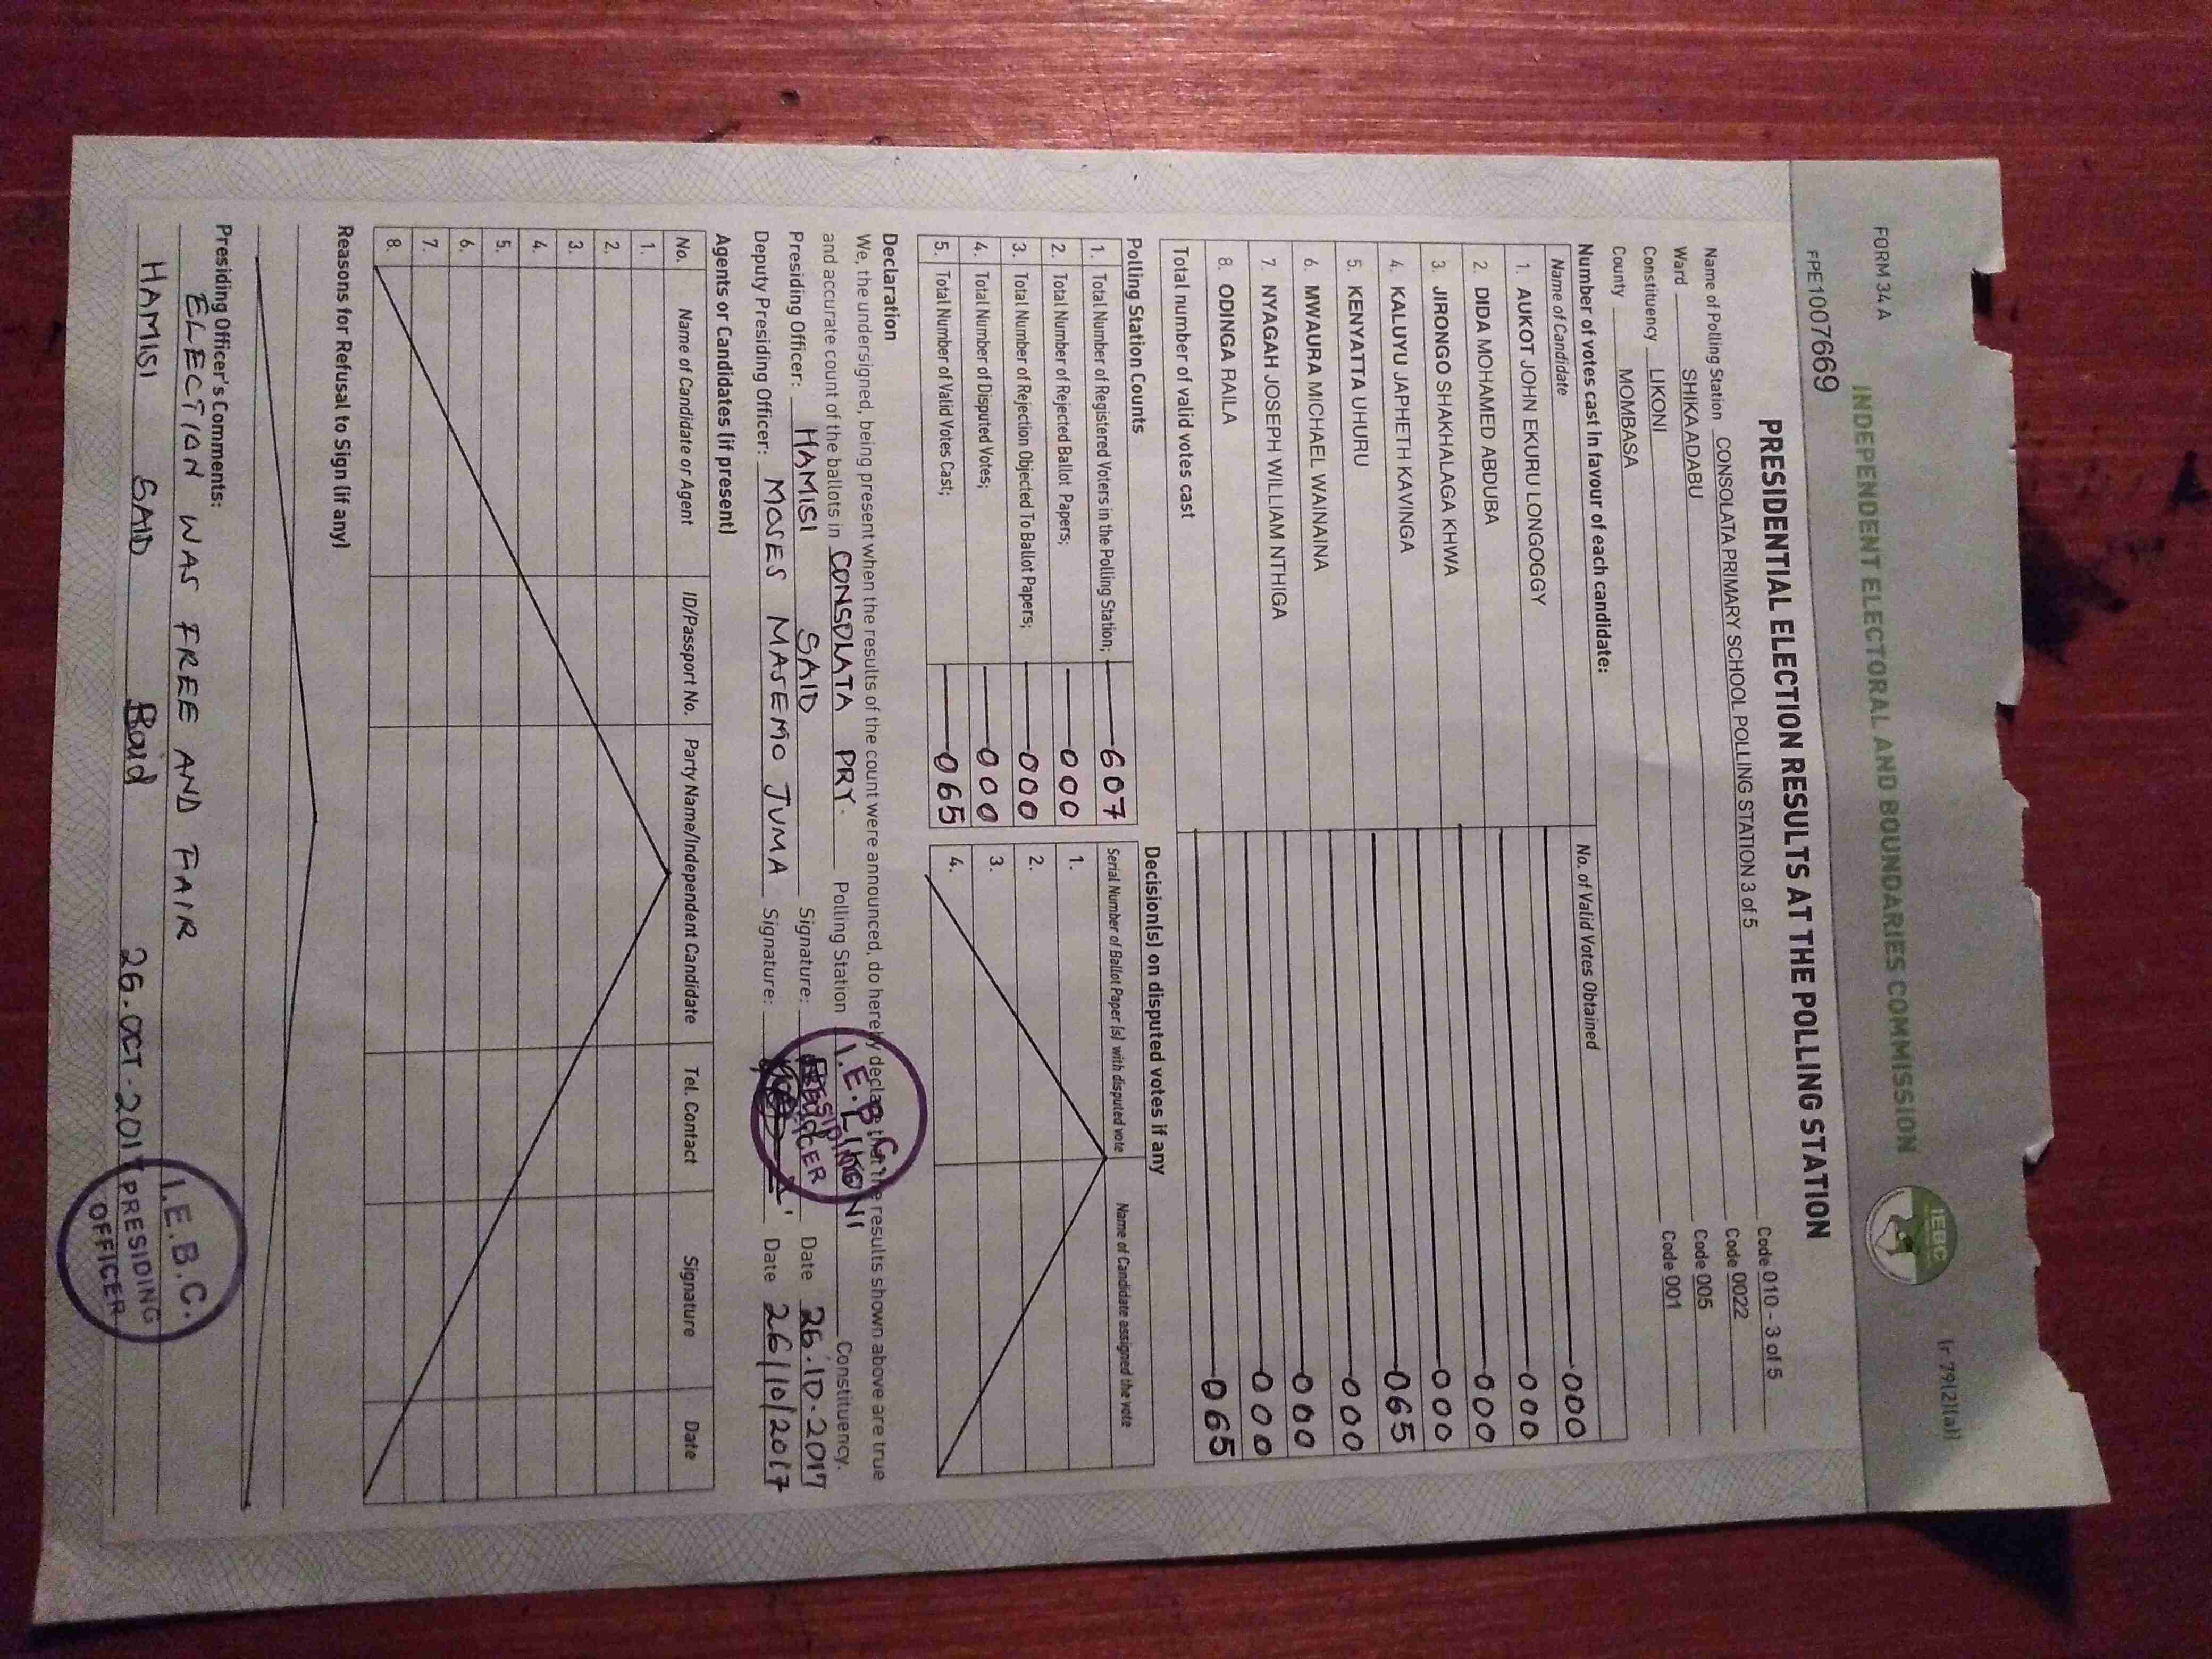 FORM 34 A
(r 79(2)(a))
INDEPENDENT ELECTORAL AND BOUNDARIES COMMISSION
IEBC
FPE1007669
PRESIDENTIAL ELECTION RESULTS AT THE POLLING STATION
Name of Polling Station CONSOLATA PRIMARY SCHOOL POLLING STATION 3 of 5 Code 010 - 3 of 5
Ward SHIKA ADABU Code 0022
Constituency LIKONI Code 005
County MOMBASA Code 001
Number of votes cast in favour of each candidate:
Name of Candidate No. of Valid Votes Obtained
1. AUKOT JOHN EKURU LONGOGGY 000
2. DIDA MOHAMED ABDUBA 000
3. JIRONGO SHAKHALAGA KHWA 000
4. KALUYU JAPHETH KAVINGA 000
5. KENYATTA UHURU 065
6. MWAURA MICHAEL WAINAINA 000
7. NYAGAH JOSEPH WILLIAM NTHIGA 000
8. ODINGA RAILA 000
Total number of valid votes cast 065
Polling Station Counts
1. Total Number of Registered Voters in the Polling Station; 607
2. Total Number of Rejected Ballot Papers; 000
3. Total Number of Rejection Objected To Ballot Papers; 000
4. Total Number of Disputed Votes; 000
5. Total Number of Valid Votes Cast; 065
Decision(s) on disputed votes if any
Serial Number of Ballot Paper (s) with disputed vote Name of Candidate assigned the vote
1.
2.
3.
4.
Declaration
We, the undersigned, being present when the results of the count were announced, do hereby declare that the results shown above are true
and accurate count of the ballots in CONSOLATA PRY. Polling Station LIKONI Constituency.
Presiding Officer: HAMISI SAID Signature: Date 26.10.2017
Deputy Presiding Officer: MOSES MASEMO JUMA Signature: Date 26/10/2017
I.E.B.C. PRESIDING OFFICER
Agents or Candidates (if present)
No. Name of Candidate or Agent ID/Passport No. Party Name/Independent Candidate Tel. Contact Signature Date
1.
2.
3.
4.
5.
6.
7.
8.
Reasons for Refusal to Sign (if any)
Presiding Officer's Comments:
ELECTION WAS FREE AND FAIR
HAMISI SAID 26.OCT.2017
I.E.B.C.
PRESIDING
OFFICER